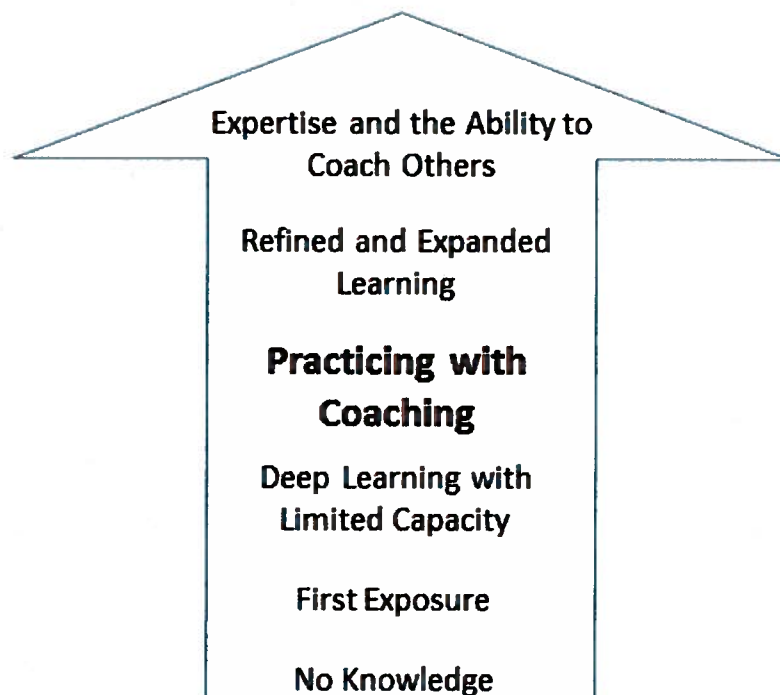 Expertise and the Ability to
Coach Others
Refined and Expanded
Learning
Practicing with
Coaching
Deep Learning with
Limited Capacity
First Exposure
No Knowledge